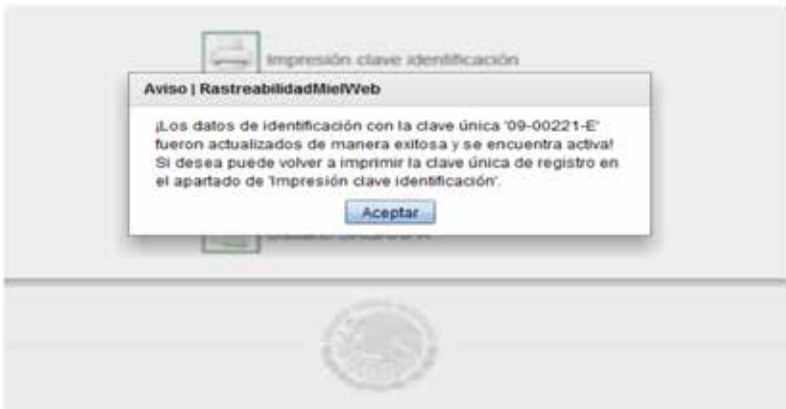 Impresión clave identificación
Aviso | RastreabilidadMielWeb
¡Los datos de identificación con la clave única '09-00221-E'
fueron actualizados de manera exitosa y se encuentra activa!
Si desea puede volver a imprimir la clave única de registro en
el apartado de 'Impresión clave identificación'.
Aceptar